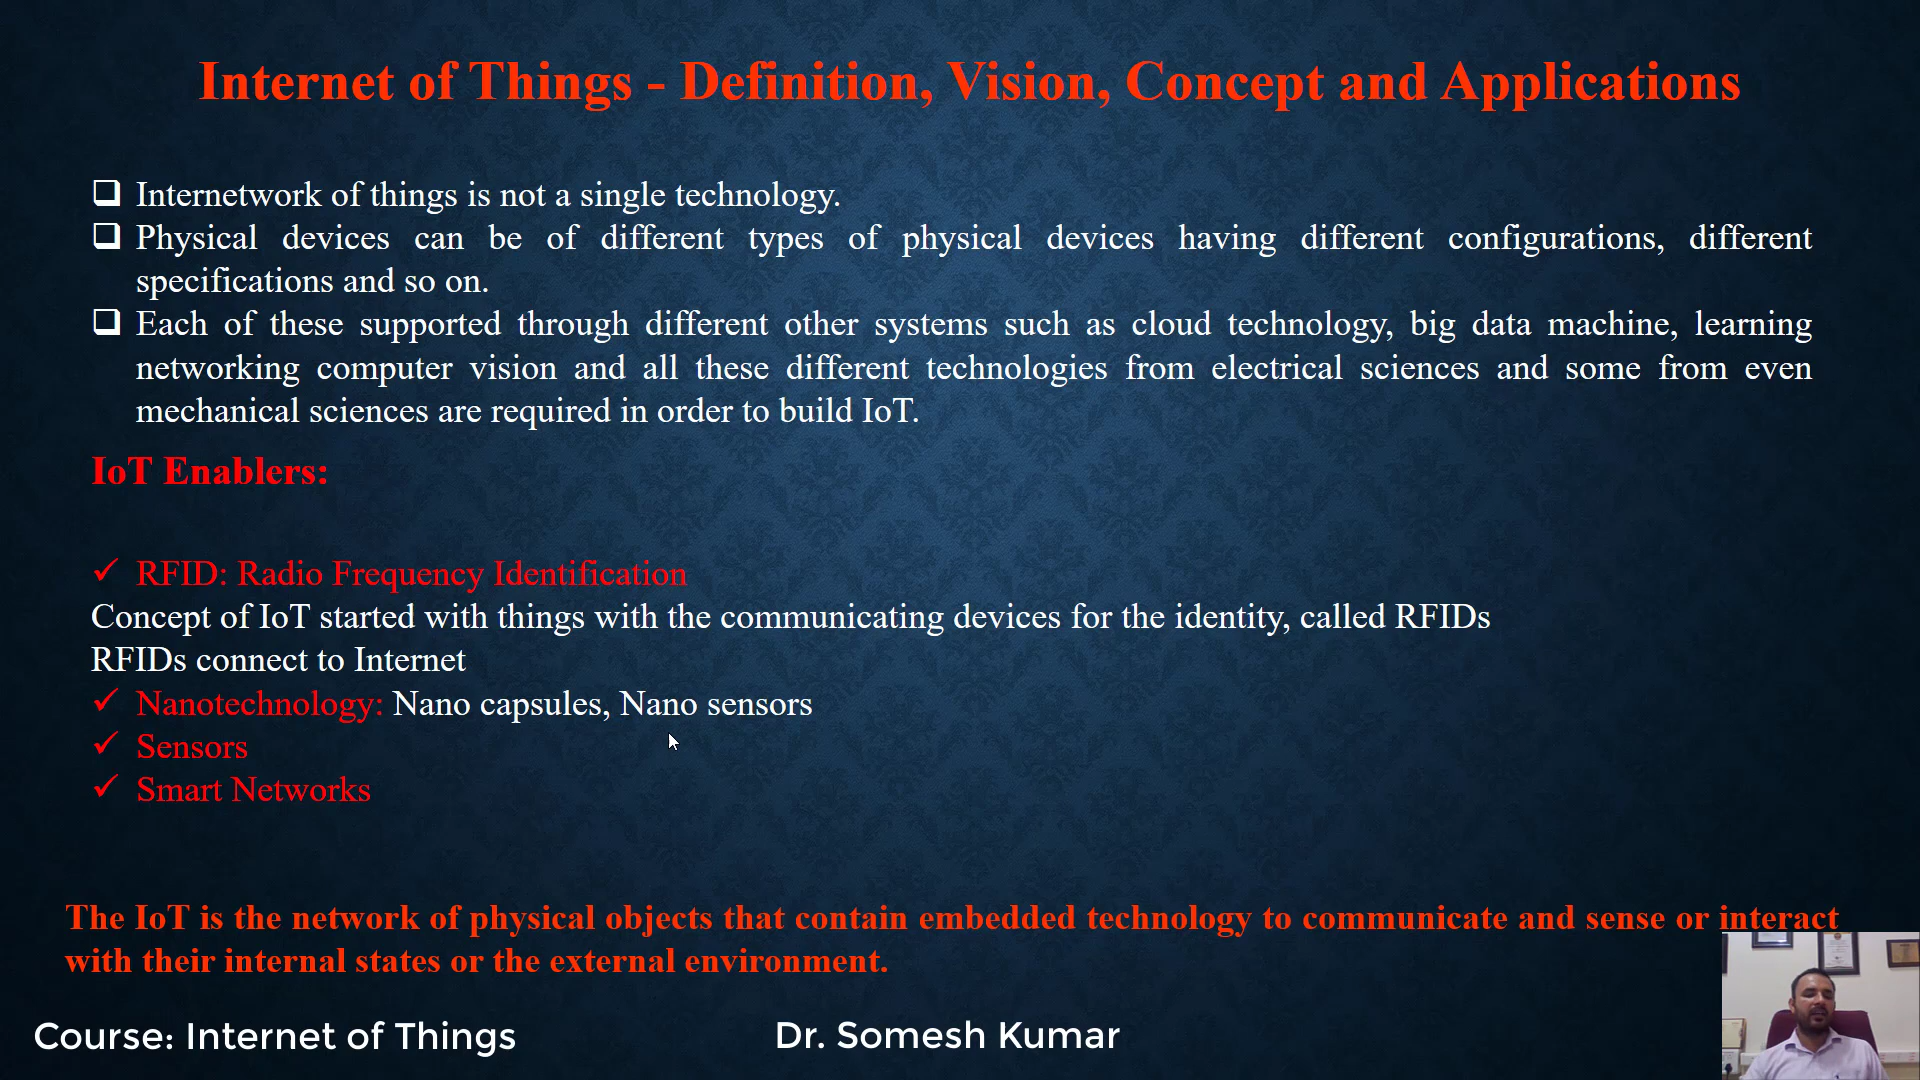 Internet of Things - Definition, Vision, Concept and Applications
Internetwork of things is not a single technology.
Physical devices can be of different types of physical devices having different configurations, different
specifications and so on.
Each of these supported through different other systems such as cloud technology, big data machine, learning
networking computer vision and all these different technologies from electrical sciences and some from even
mechanical sciences are required in order to build IoT.
IoT Enablers:
RFID: Radio Frequency Identification
Concept of IoT started with things with the communicating devices for the identity, called RFIDs
RFIDs connect to Internet
Nanotechnology: Nano capsules, Nano sensors
Sensors
Smart Networks
The IoT is the network of physical objects that contain embedded technology to communicate and sense or interact
with their internal states or the external environment.
Course: Internet of Things
Dr. Somesh Kumar